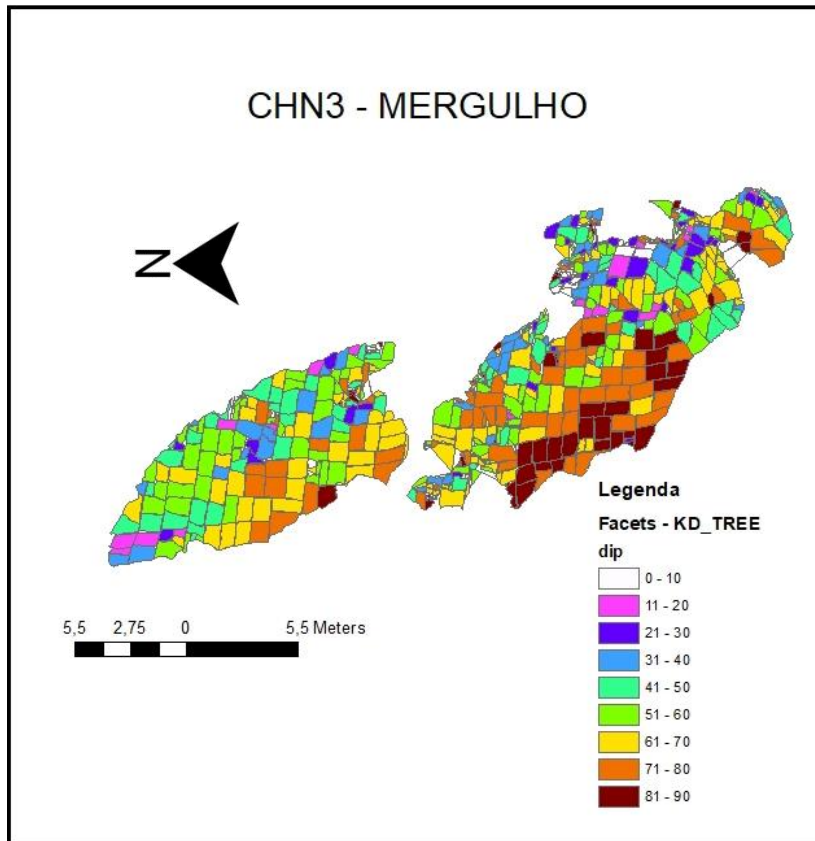 CHN3 - MERGULHO
N
Legenda
Facets - KD_TREE
dip
0 - 10
11 - 20
21 - 30
31 - 40
41 - 50
51 - 60
61 - 70
71 - 80
81 - 90
5,5 2,75 0 5,5 Meters